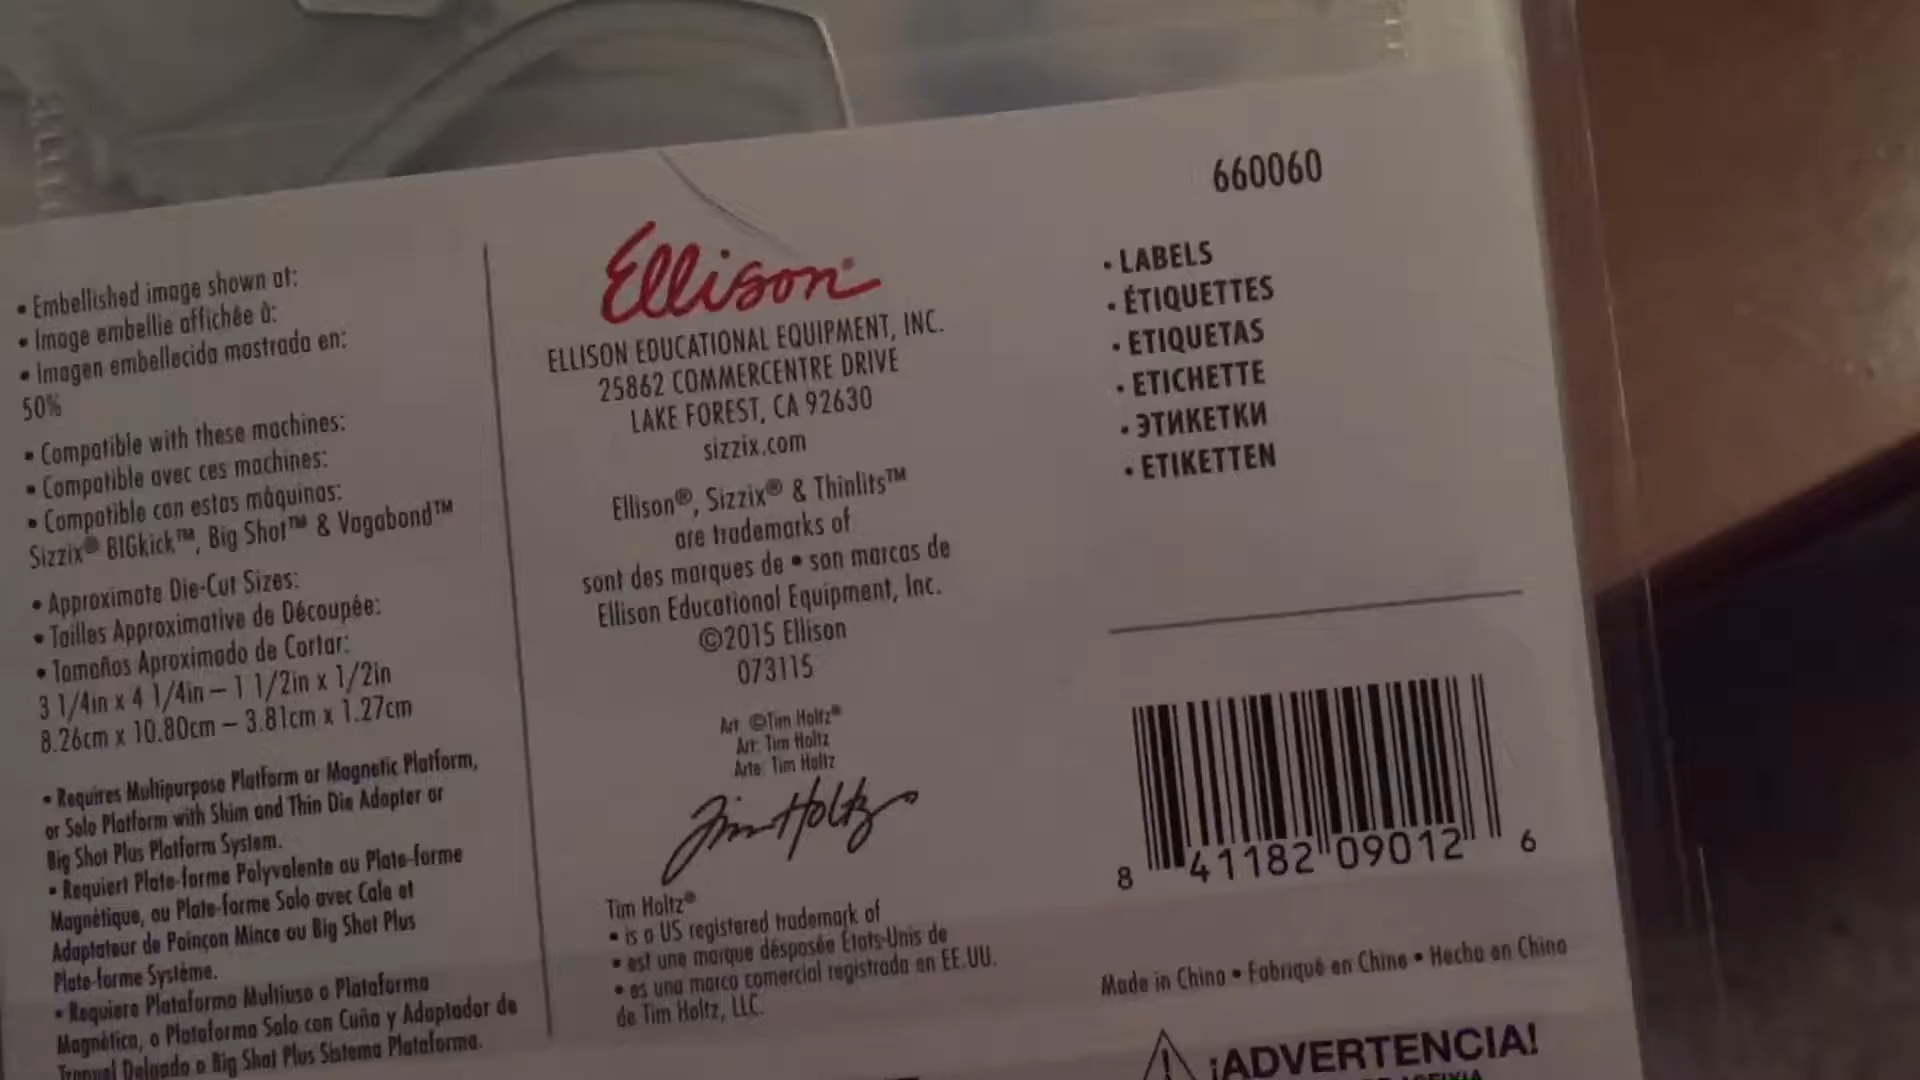 • Embellished image shown at:
• Image embellie affichée à:
• Imagen embellecida mostrada en:
50%
• Compatible with these machines:
• Compatible avec ces machines:
• Compatible con estas máquinas:
Sizzix® BIGkick™, Big Shot™ & Vagabond™
• Approximate Die-Cut Sizes:
• Tailles Approximative de Découpée:
• Tamaños Aproximado de Cortar:
3 1/4in x 4 1/4in – 1 1/2in x 1/2in
8.26cm x 10.80cm – 3.81cm x 1.27cm
• Requires Multipurpose Platform or Magnetic Platform,
or Solo Platform with Shim and Thin Die Adapter or
Big Shot Plus Platform System.
• Requiert Plate-forme Polyvalente ou Plate-forme
Magnétique, ou Plate-forme Solo avec Cale et
Adaptateur de Poinçon Mince ou Big Shot Plus
Plate-forme Système.
• Requiere Plataforma Multiuso o Plataforma
Magnética, o Plataforma Solo con Cuña y Adaptador de
Troquel Delgado o Big Shot Plus Sistema Plataforma.
Ellison®
ELLISON EDUCATIONAL EQUIPMENT, INC.
25862 COMMERCENTRE DRIVE
LAKE FOREST, CA 92630
sizzix.com
Ellison®, Sizzix® & Thinlits™
are trademarks of
sont des marques de • son marcas de
Ellison Educational Equipment, Inc.
©2015 Ellison
073115
Art ©Tim Holtz®
Art: Tim Holtz
Arte: Tim Holtz
Tim Holtz
Tim Holtz®
• is a US registered trademark of
• est une marque désposée États-Unis de
• es una marca comercial registrada en EE.UU.
de Tim Holtz, LLC.
660060
• LABELS
• ÉTIQUETTES
• ETIQUETAS
• ETICHETTE
• ЭТИКЕТКИ
• ETIKETTEN
8 41182 09012 6
Made in China • Fabriqué en Chine • Hecho en China
¡ADVERTENCIA!